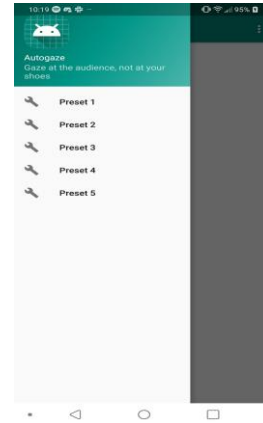 10:19
95%
Autogaze
Gaze at the audience, not at your
shoes
Preset 1
Preset 2
Preset 3
Preset 4
Preset 5